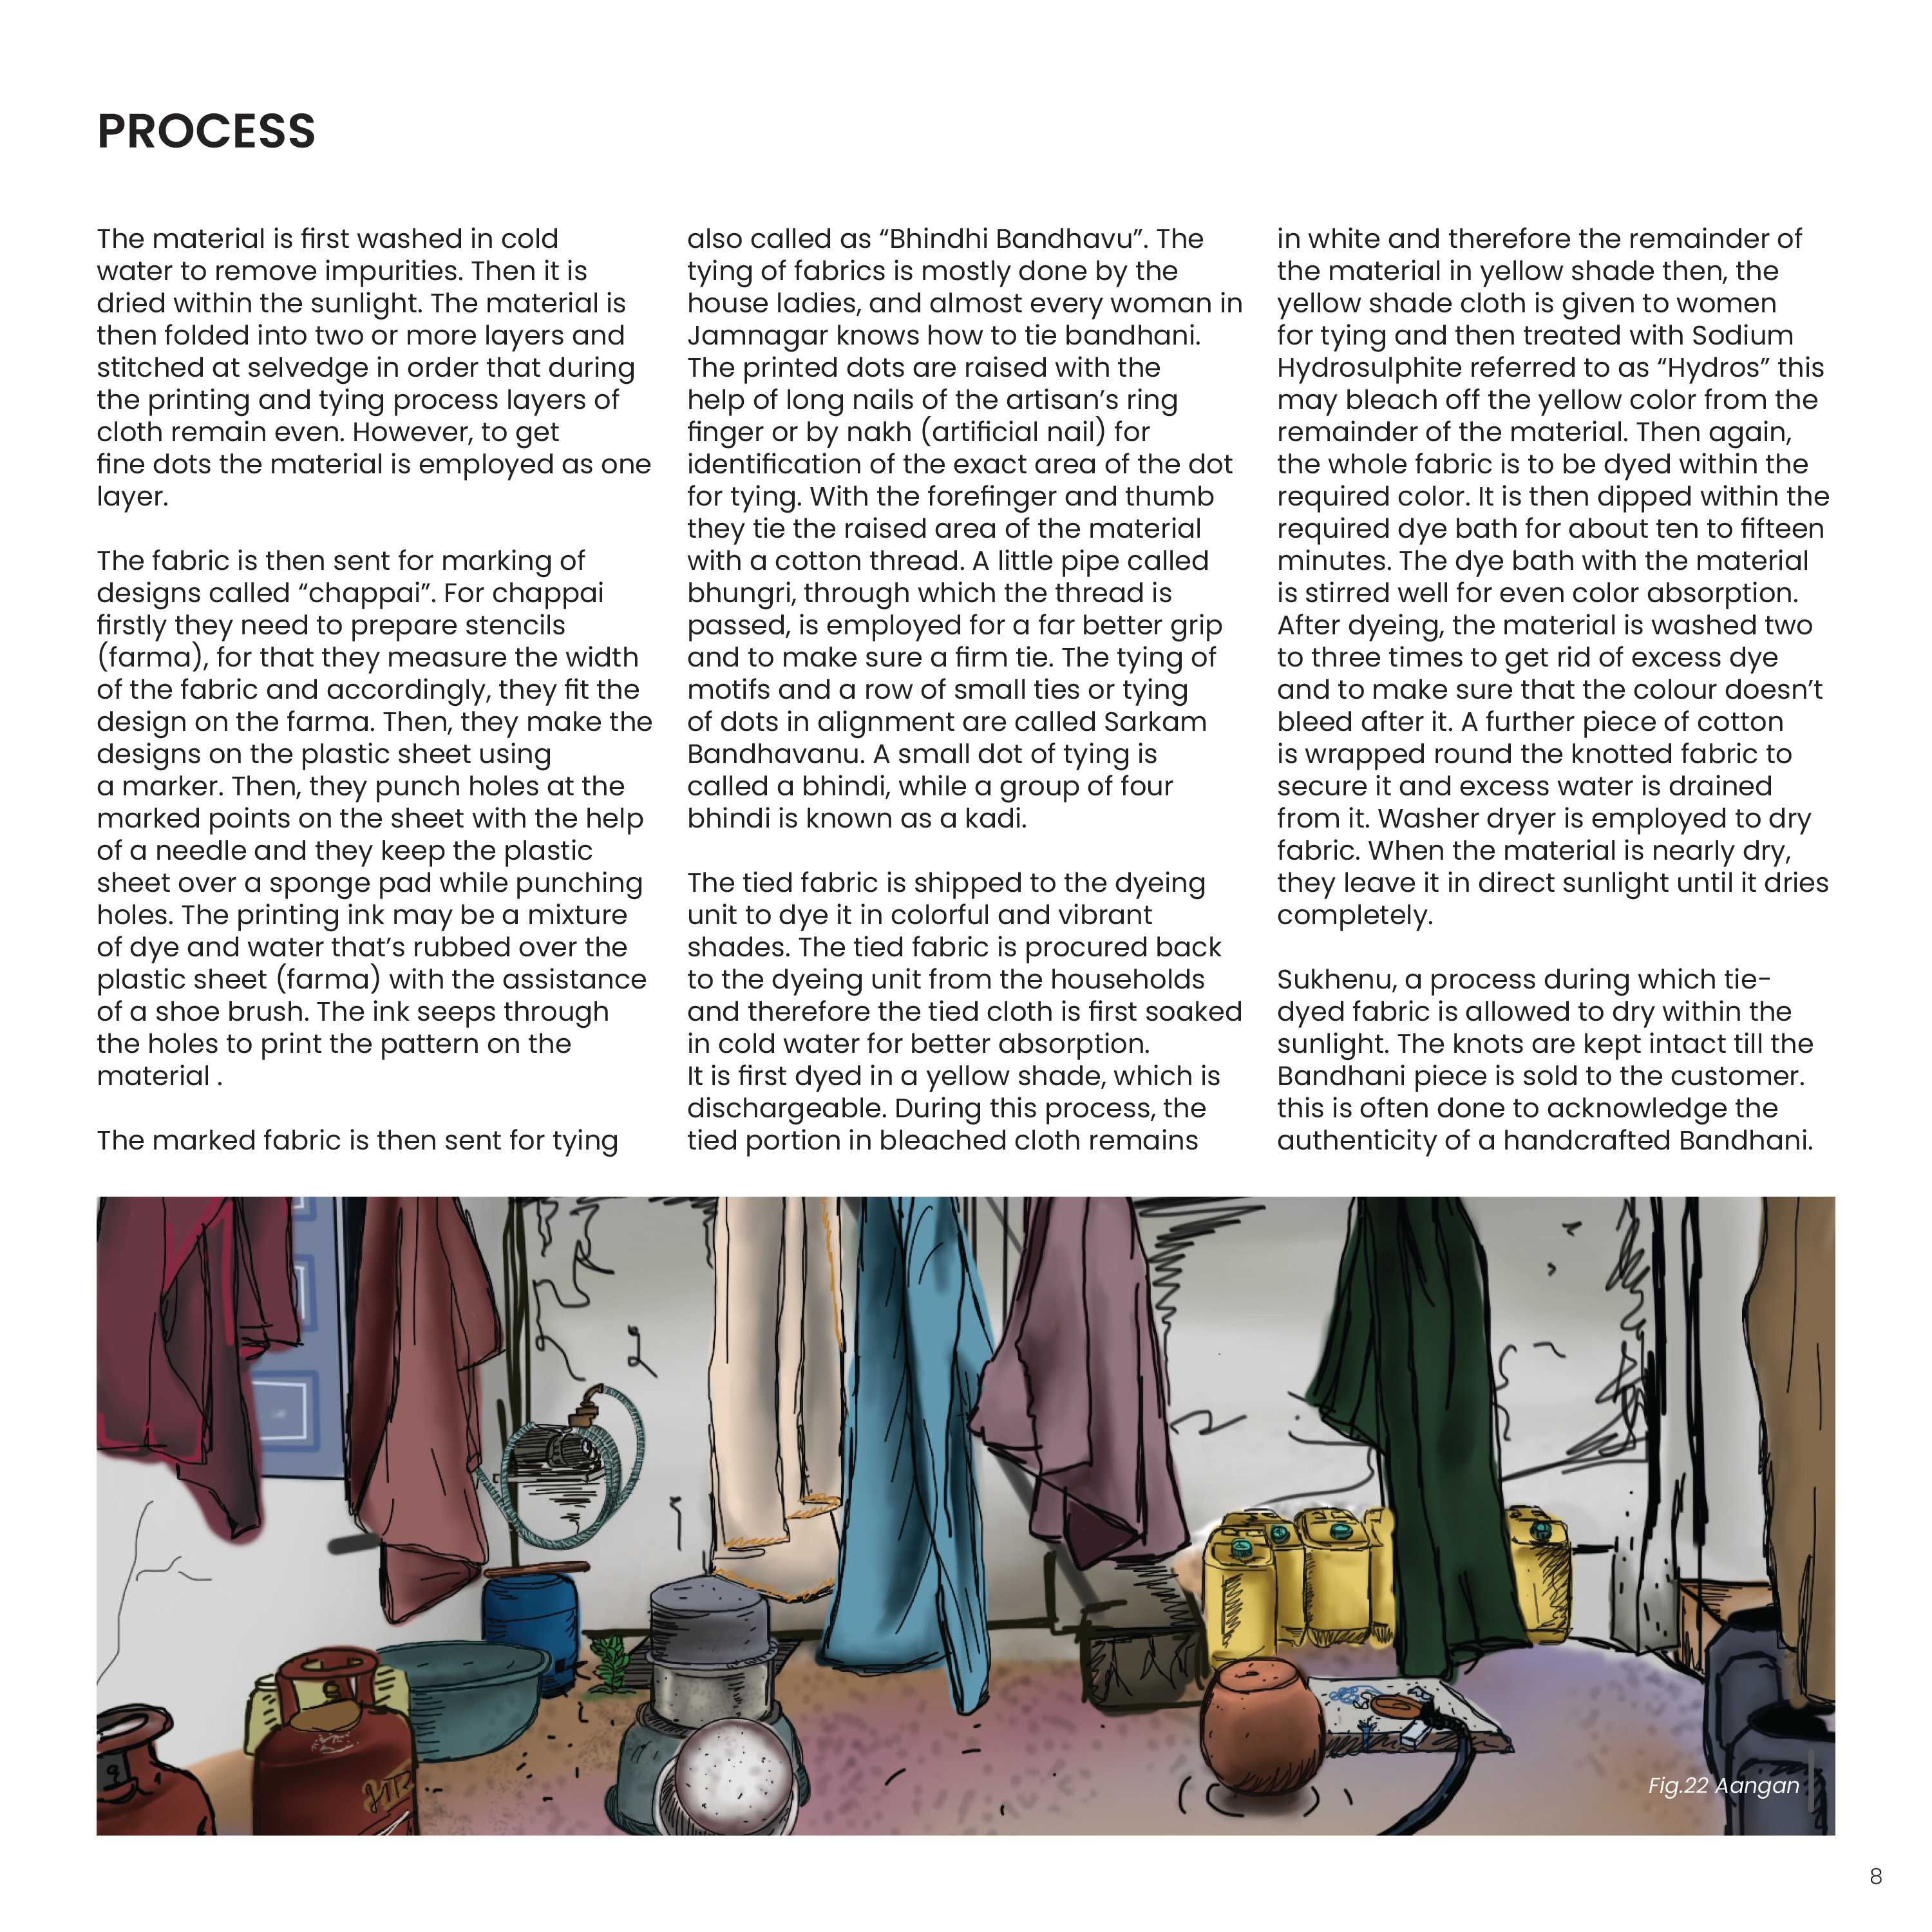 PROCESS
The material is first washed in cold
water to remove impurities. Then it is
dried within the sunlight. The material is
then folded into two or more layers and
stitched at selvedge in order that during
the printing and tying process layers of
cloth remain even. However, to get
fine dots the material is employed as one
layer.
The fabric is then sent for marking of
designs called “chappai”. For chappai
firstly they need to prepare stencils
(farma), for that they measure the width
of the fabric and accordingly, they fit the
design on the farma. Then, they make the
designs on the plastic sheet using
a marker. Then, they punch holes at the
marked points on the sheet with the help
of a needle and they keep the plastic
sheet over a sponge pad while punching
holes. The printing ink may be a mixture
of dye and water that’s rubbed over the
plastic sheet (farma) with the assistance
of a shoe brush. The ink seeps through
the holes to print the pattern on the
material .
The marked fabric is then sent for tying
also called as “Bhindhi Bandhavu”. The
tying of fabrics is mostly done by the
house ladies, and almost every woman in
Jamnagar knows how to tie bandhani.
The printed dots are raised with the
help of long nails of the artisan’s ring
finger or by nakh (artificial nail) for
identification of the exact area of the dot
for tying. With the forefinger and thumb
they tie the raised area of the material
with a cotton thread. A little pipe called
bhungri, through which the thread is
passed, is employed for a far better grip
and to make sure a firm tie. The tying of
motifs and a row of small ties or tying
of dots in alignment are called Sarkam
Bandhavanu. A small dot of tying is
called a bhindi, while a group of four
bhindi is known as a kadi.
The tied fabric is shipped to the dyeing
unit to dye it in colorful and vibrant
shades. The tied fabric is procured back
to the dyeing unit from the households
and therefore the tied cloth is first soaked
in cold water for better absorption.
It is first dyed in a yellow shade, which is
dischargeable. During this process, the
tied portion in bleached cloth remains
in white and therefore the remainder of
the material in yellow shade then, the
yellow shade cloth is given to women
for tying and then treated with Sodium
Hydrosulphite referred to as “Hydros” this
may bleach off the yellow color from the
remainder of the material. Then again,
the whole fabric is to be dyed within the
required color. It is then dipped within the
required dye bath for about ten to fifteen
minutes. The dye bath with the material
is stirred well for even color absorption.
After dyeing, the material is washed two
to three times to get rid of excess dye
and to make sure that the colour doesn’t
bleed after it. A further piece of cotton
is wrapped round the knotted fabric to
secure it and excess water is drained
from it. Washer dryer is employed to dry
fabric. When the material is nearly dry,
they leave it in direct sunlight until it dries
completely.
Sukhenu, a process during which tie-
dyed fabric is allowed to dry within the
sunlight. The knots are kept intact till the
Bandhani piece is sold to the customer.
this is often done to acknowledge the
authenticity of a handcrafted Bandhani.
Fig.22 Aangan
8